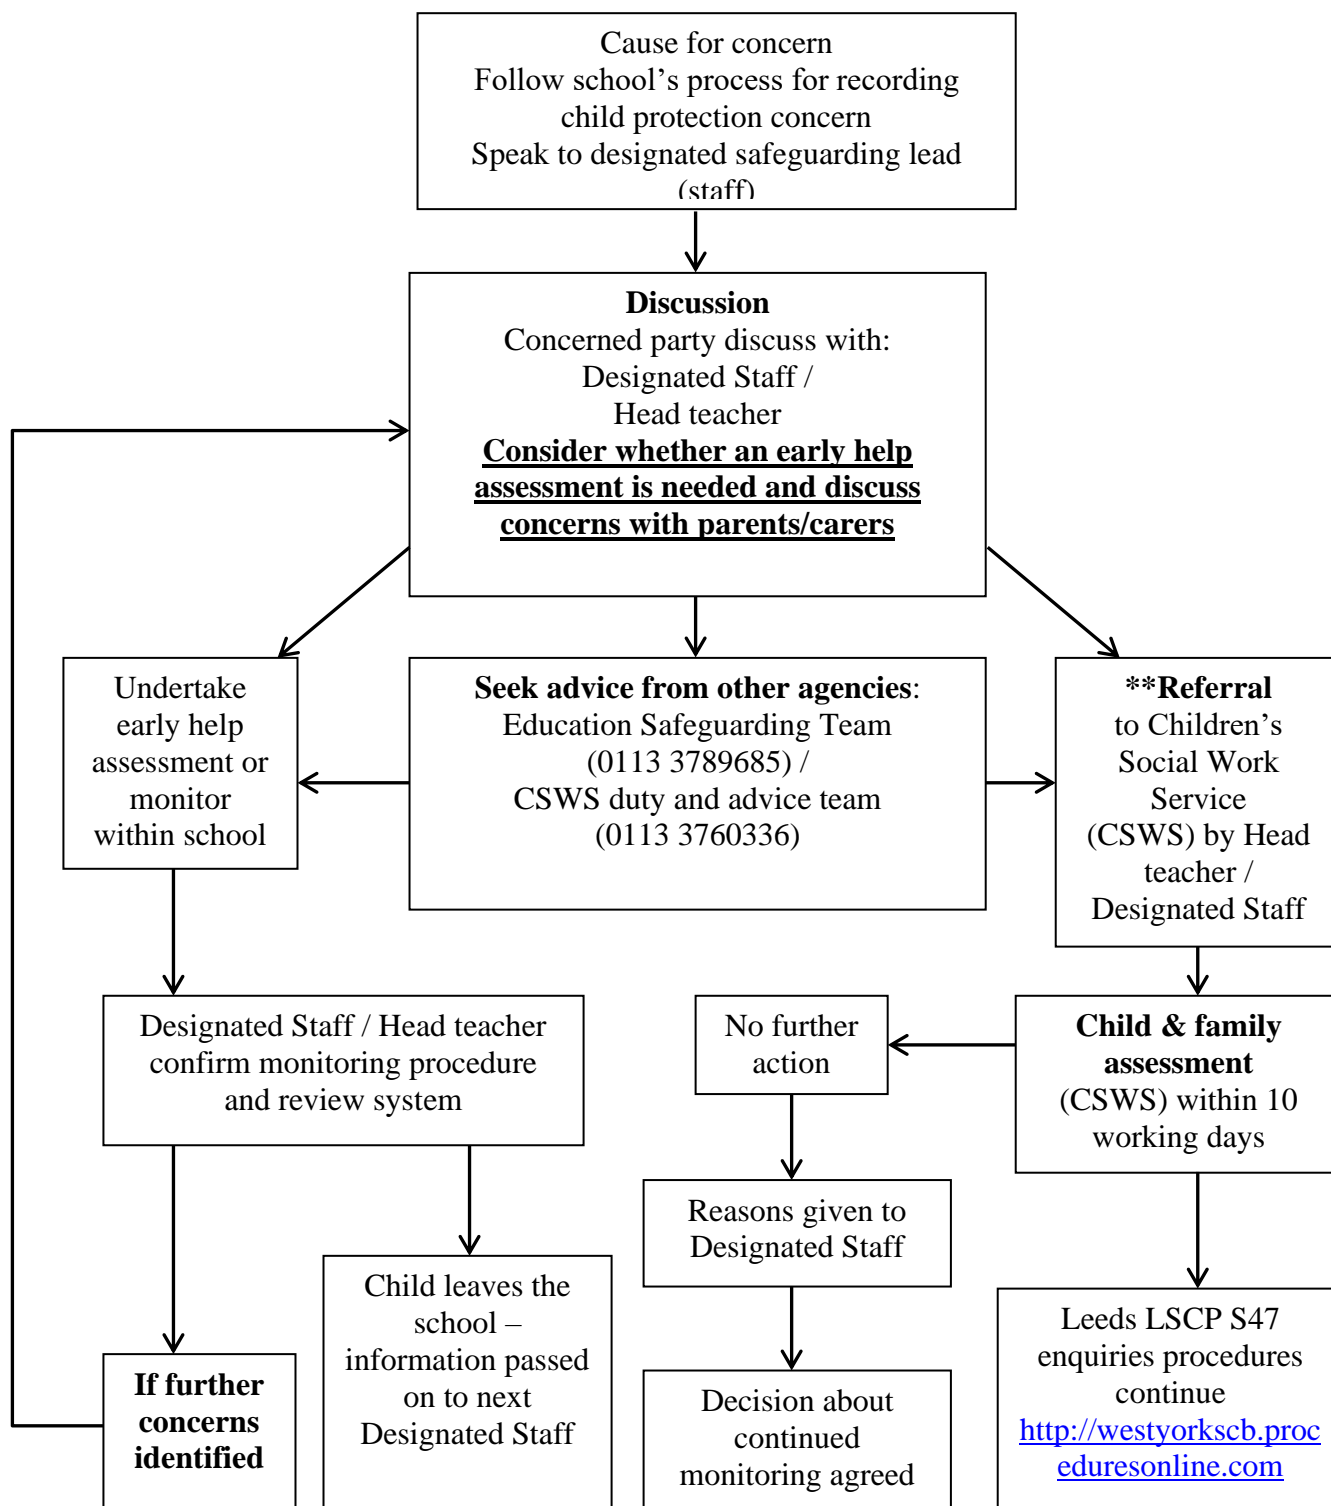 Cause for concern
Follow school’s process for recording
child protection concern
Speak to designated safeguarding lead
(staff)
Discussion
Concerned party discuss with:
Designated Staff /
Head teacher
Consider whether an early help
assessment is needed and discuss
concerns with parents/carers
Undertake
early help
assessment or
monitor
within school
Seek advice from other agencies:
Education Safeguarding Team
(0113 3789685) /
CSWS duty and advice team
(0113 3760336)
**Referral
to Children’s
Social Work
Service
(CSWS) by Head
teacher /
Designated Staff
Designated Staff / Head teacher
confirm monitoring procedure
and review system
No further
action
Child & family
assessment
(CSWS) within 10
working days
Reasons given to
Designated Staff
Child leaves the
school –
information passed
on to next
Designated Staff
Leeds LSCP S47
enquiries procedures
continue
http://westyorkscb.proc
eduresonline.com
If further
concerns
identified
Decision about
continued
monitoring agreed